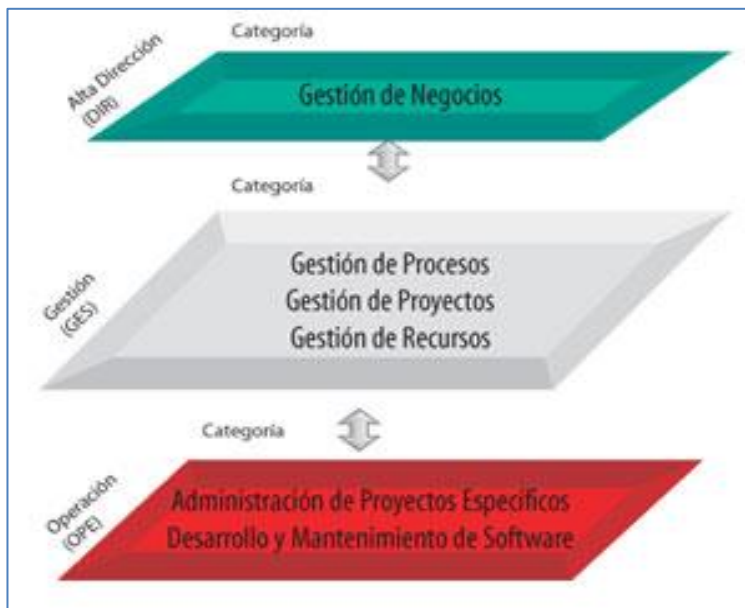 Categoría
Alta Dirección
(DIR)
Gestión de Negocios
Categoría
Gestión
(GES)
Gestión de Procesos
Gestión de Proyectos
Gestión de Recursos
Categoría
Operación
(OPE)
Administración de Proyectos Específicos
Desarrollo y Mantenimiento de Software